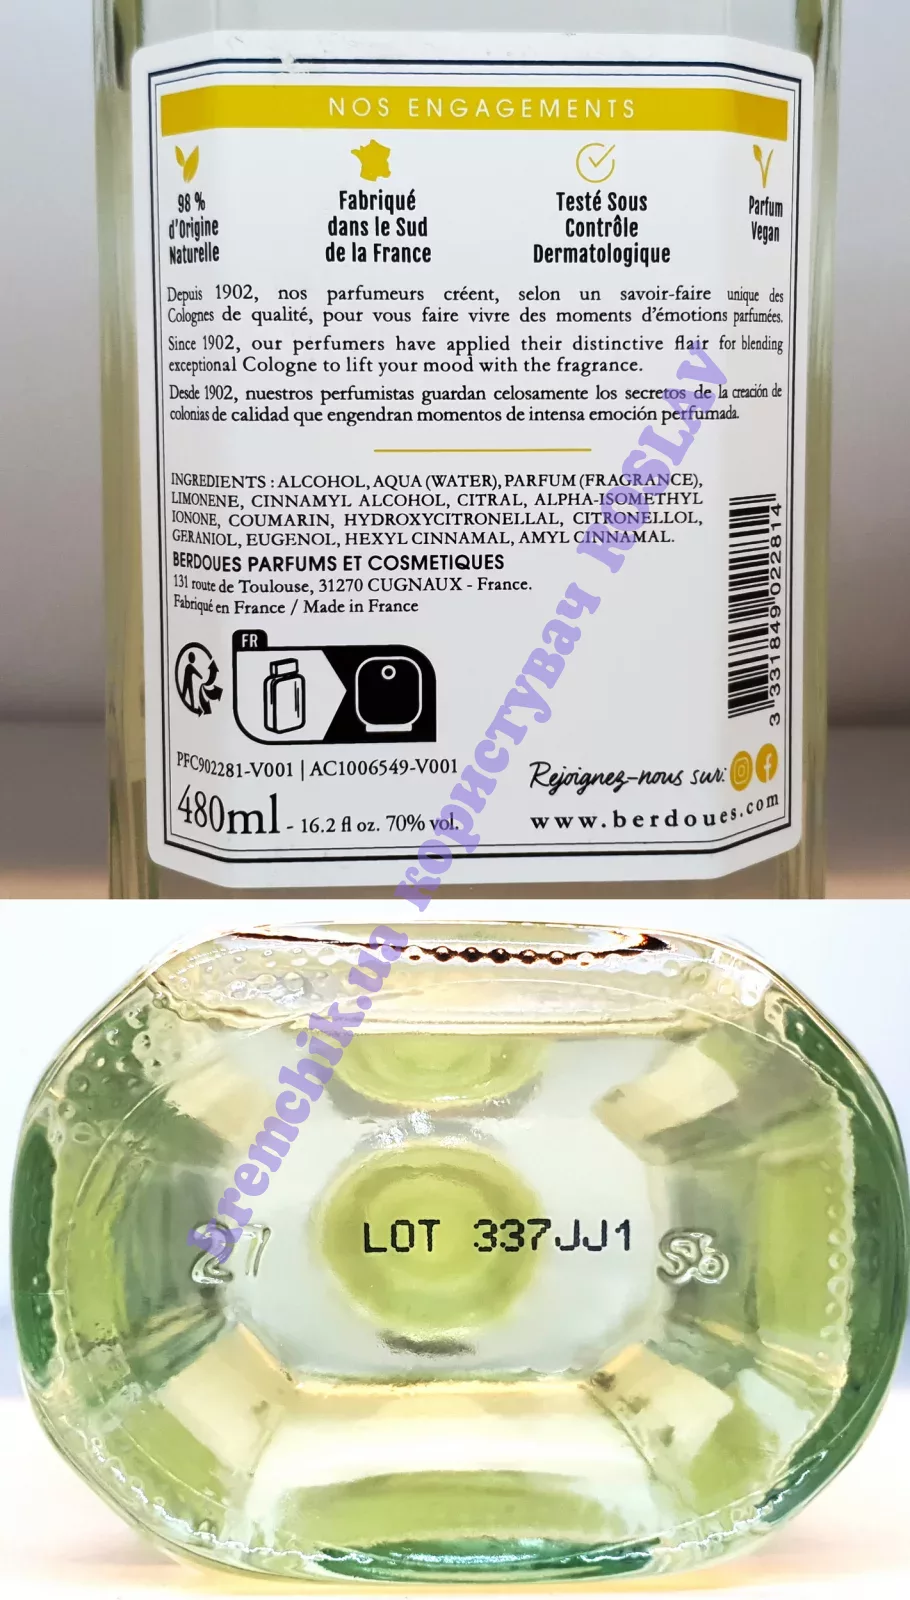 NOS ENGAGEMENTS
98 %
d'Origine
Naturelle
Fabriqué
dans le Sud
de la France
Testé Sous
Contrôle
Dermatologique
Parfum
Vegan
Depuis 1902, nos parfumeurs créent, selon un savoir-faire unique des
Colognes de qualité, pour vous faire vivre des moments d'émotions parfumées.
Since 1902, our perfumers have applied their distinctive flair for blending
exceptional Cologne to lift your mood with the fragrance.
Desde 1902, nuestros perfumistas guardan celosamente los secretos de la creación de
colonias de calidad que engendran momentos de intensa emoción perfumada.
INGREDIENTS : ALCOHOL, AQUA (WATER), PARFUM (FRAGRANCE),
LIMONENE, CINNAMYL ALCOHOL, CITRAL, ALPHA-ISOMETHYL
IONONE, COUMARIN, HYDROXYCITRONELLAL, CITRONELLOL,
GERANIOL, EUGENOL, HEXYL CINNAMAL, AMYL CINNAMAL.
BERDOUES PARFUMS ET COSMETIQUES
131 route de Toulouse, 31270 CUGNAUX - France.
Fabriqué en France / Made in France
FR
3 331849 022814
PFC902281-V001 | AC1006549-V001
480ml - 16.2 fl oz. 70% vol.
Rejoignez-nous sur:
www.berdoues.com
bremchik.ua користувач ROSLAV
27
LOT 337JJ1